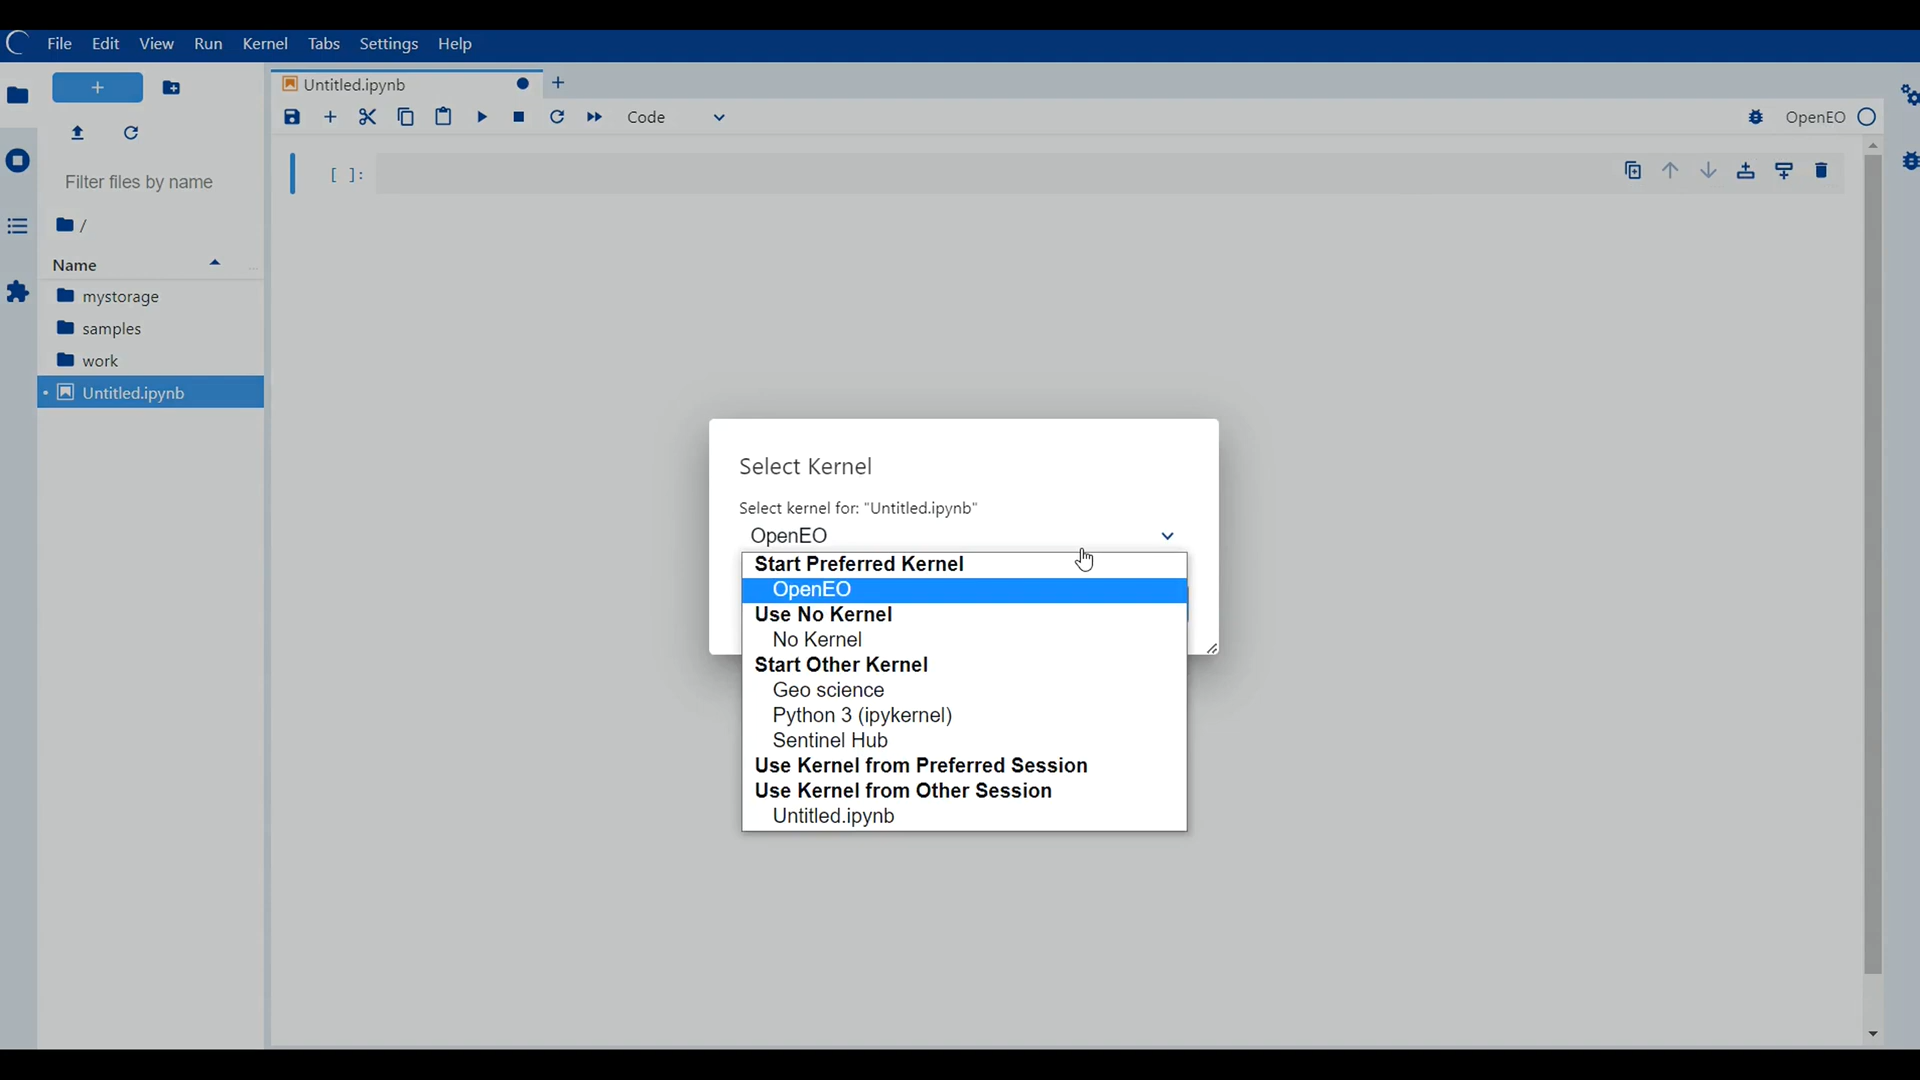 File Edit View Run Kernel Tabs Settings Help
Untitled.ipynb
Code
OpenEO
Filter files by name
/
Name
mystorage
samples
work
Untitled.ipynb
[ ]:
Select Kernel
Select kernel for: "Untitled.ipynb"
OpenEO
Start Preferred Kernel
OpenEO
Use No Kernel
No Kernel
Start Other Kernel
Geo science
Python 3 (ipykernel)
Sentinel Hub
Use Kernel from Preferred Session
Use Kernel from Other Session
Untitled.ipynb